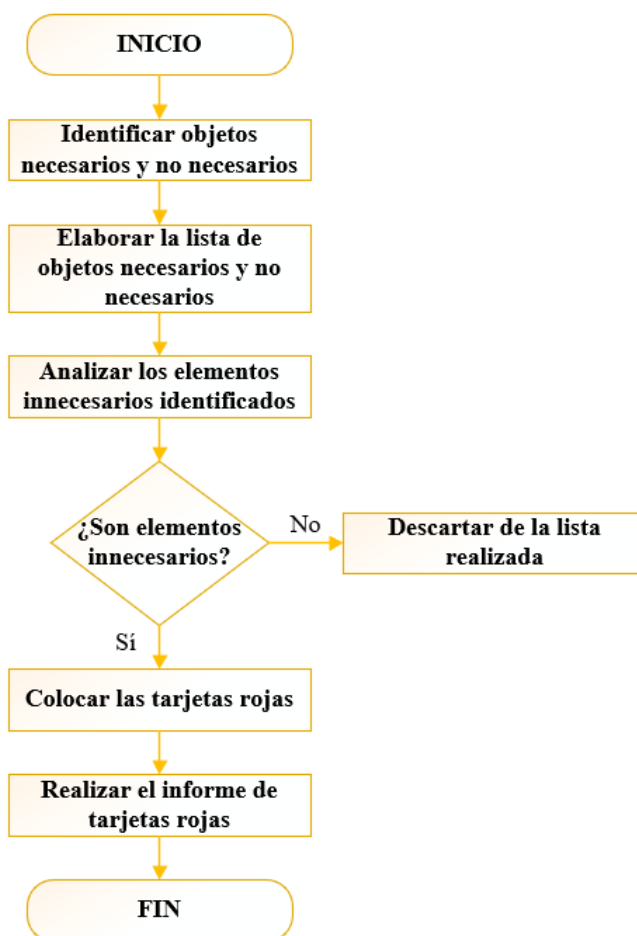 INICIO
Identificar objetos
necesarios y no necesarios
Elaborar la lista de
objetos necesarios y no
necesarios
Analizar los elementos
innecesarios identificados
¿Son elementos
innecesarios?
No
Descartar de la lista
realizada
Sí
Colocar las tarjetas rojas
Realizar el informe de
tarjetas rojas
FIN